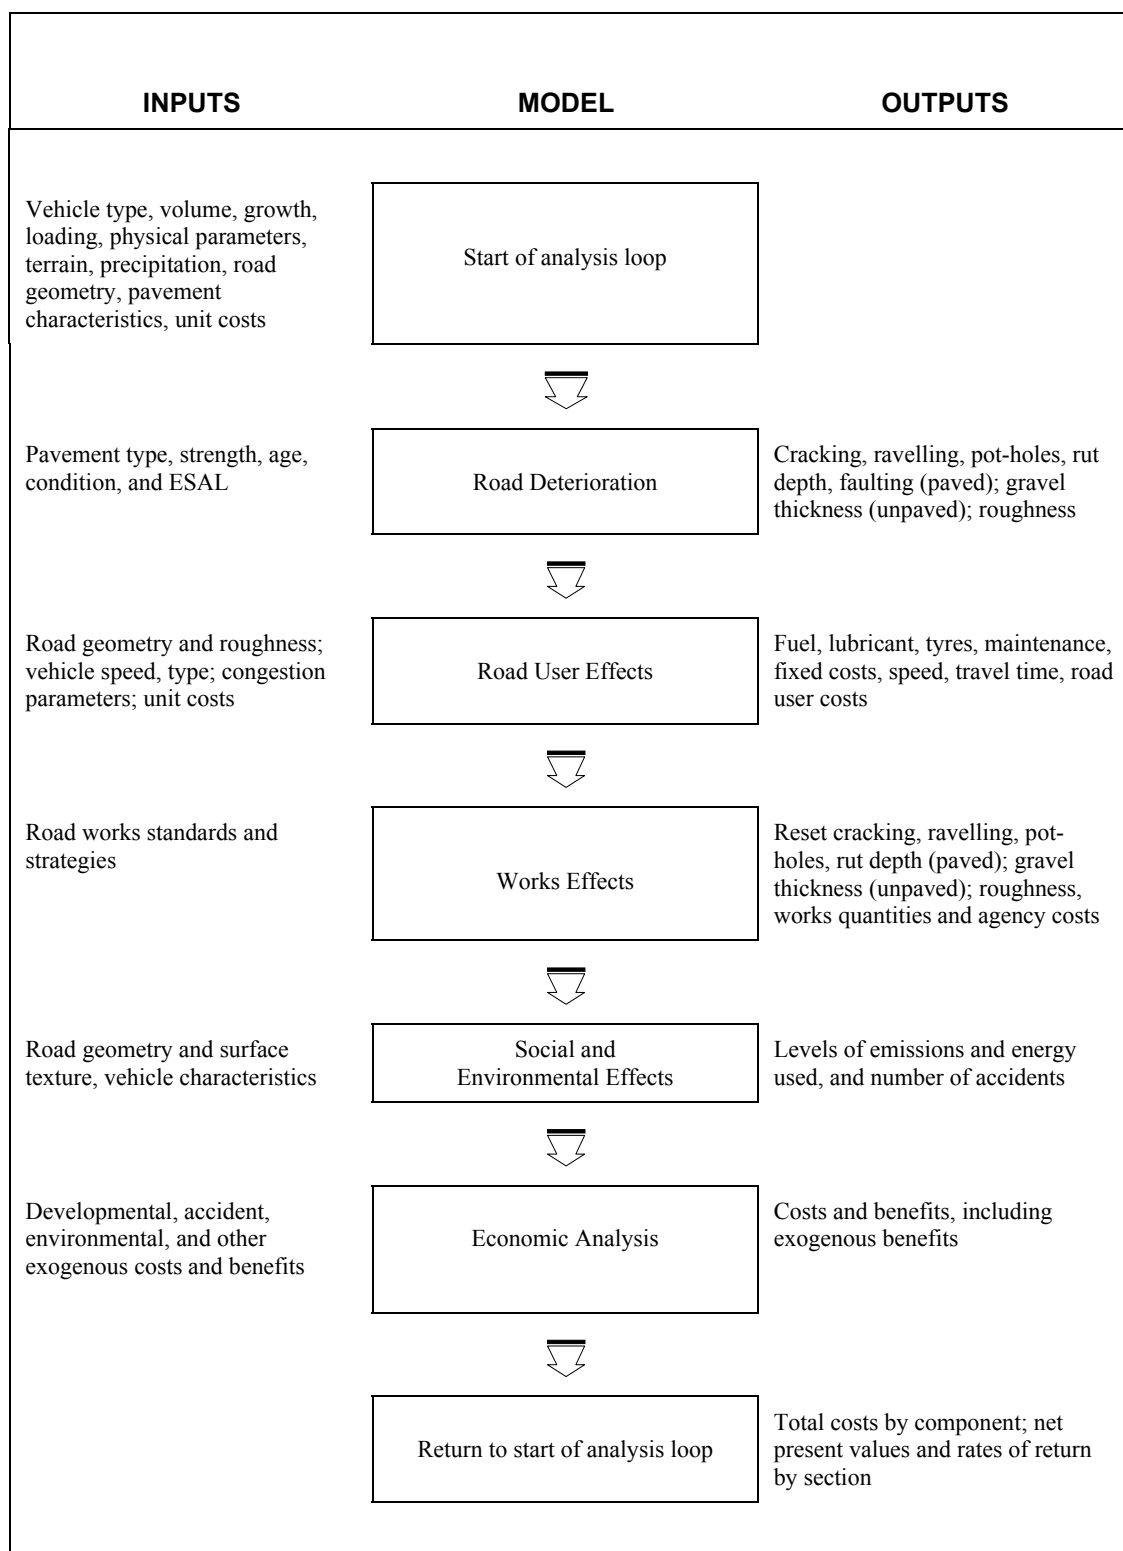 INPUTS
MODEL
OUTPUTS
Vehicle type, volume, growth,
loading, physical parameters,
terrain, precipitation, road
geometry, pavement
characteristics, unit costs
Start of analysis loop
Pavement type, strength, age,
condition, and ESAL
Road Deterioration
Cracking, ravelling, pot-holes, rut
depth, faulting (paved); gravel
thickness (unpaved); roughness
Road geometry and roughness;
vehicle speed, type; congestion
parameters; unit costs
Road User Effects
Fuel, lubricant, tyres, maintenance,
fixed costs, speed, travel time, road
user costs
Road works standards and
strategies
Works Effects
Reset cracking, ravelling, pot-
holes, rut depth (paved); gravel
thickness (unpaved); roughness,
works quantities and agency costs
Road geometry and surface
texture, vehicle characteristics
Social and
Environmental Effects
Levels of emissions and energy
used, and number of accidents
Developmental, accident,
environmental, and other
exogenous costs and benefits
Economic Analysis
Costs and benefits, including
exogenous benefits
Return to start of analysis loop
Total costs by component; net
present values and rates of return
by section